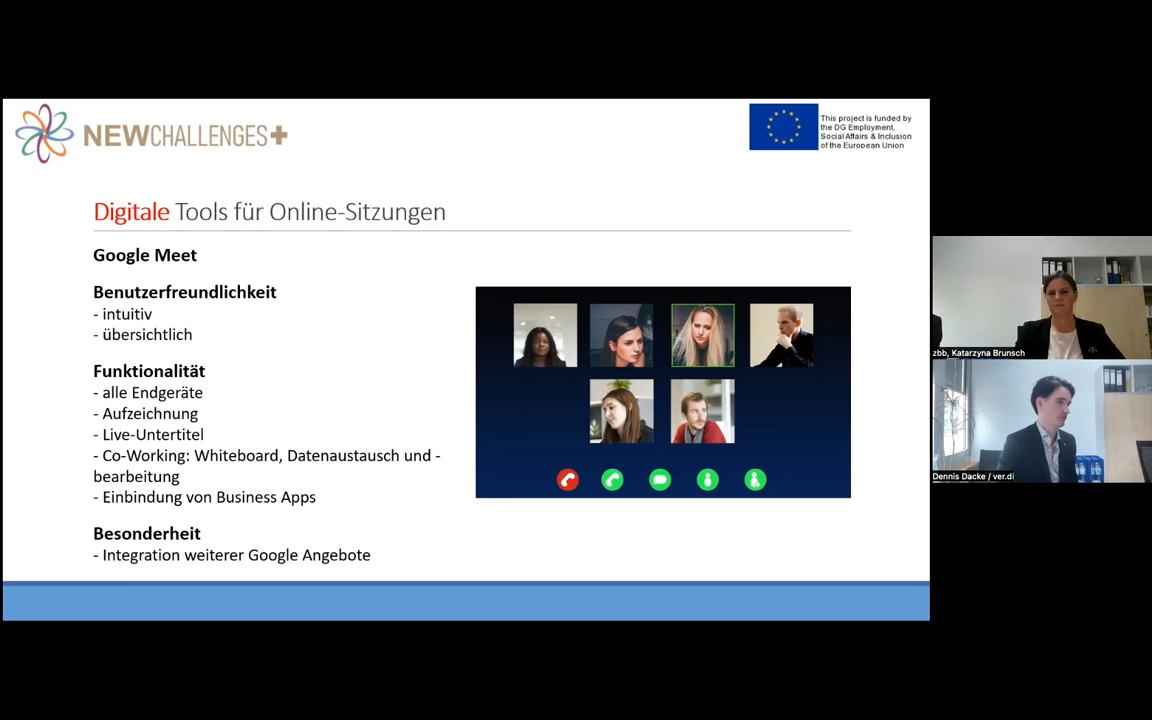 NEWCHALLENGES+
This project is funded by
the DG Employment,
Social Affairs & Inclusion
of the European Union
Digitale Tools für Online-Sitzungen
Google Meet
Benutzerfreundlichkeit
- intuitiv
- übersichtlich
Funktionalität
- alle Endgeräte
- Aufzeichnung
- Live-Untertitel
- Co-Working: Whiteboard, Datenaustausch und -
bearbeitung
- Einbindung von Business Apps
Besonderheit
- Integration weiterer Google Angebote
zbb, Katarzyna Brunsch
Dennis Dacke / ver.di